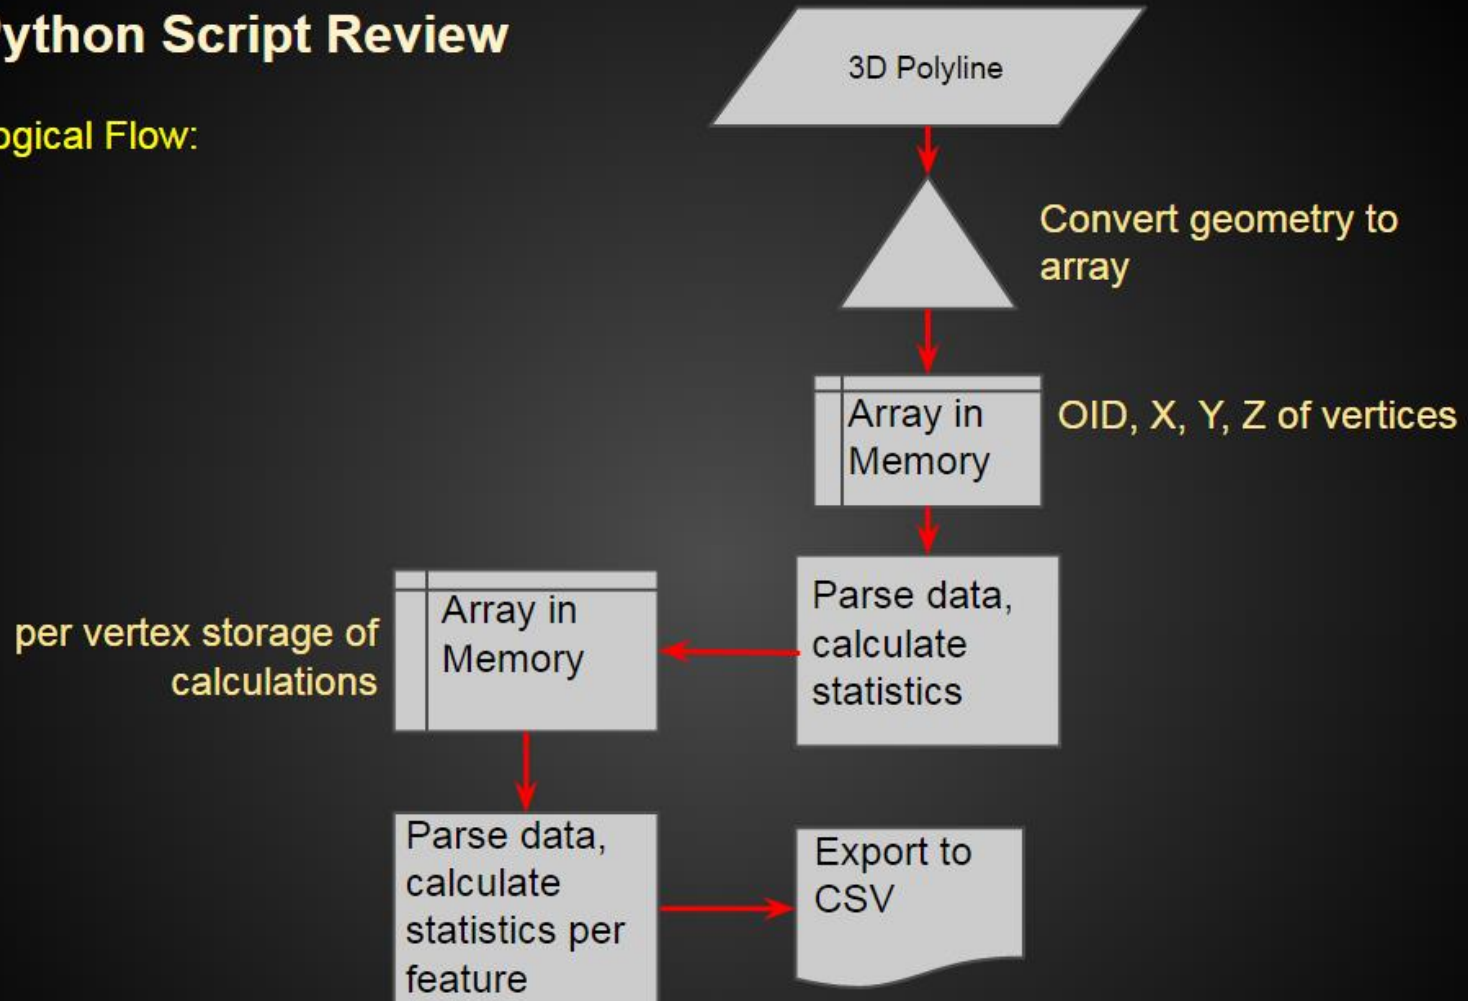 ython Script Review
ogical Flow:
3D Polyline
Convert geometry to
array
Array in
Memory
OID, X, Y, Z of vertices
Parse data,
calculate
statistics
Array in
Memory
per vertex storage of
calculations
Parse data,
calculate
statistics per
feature
Export to
CSV